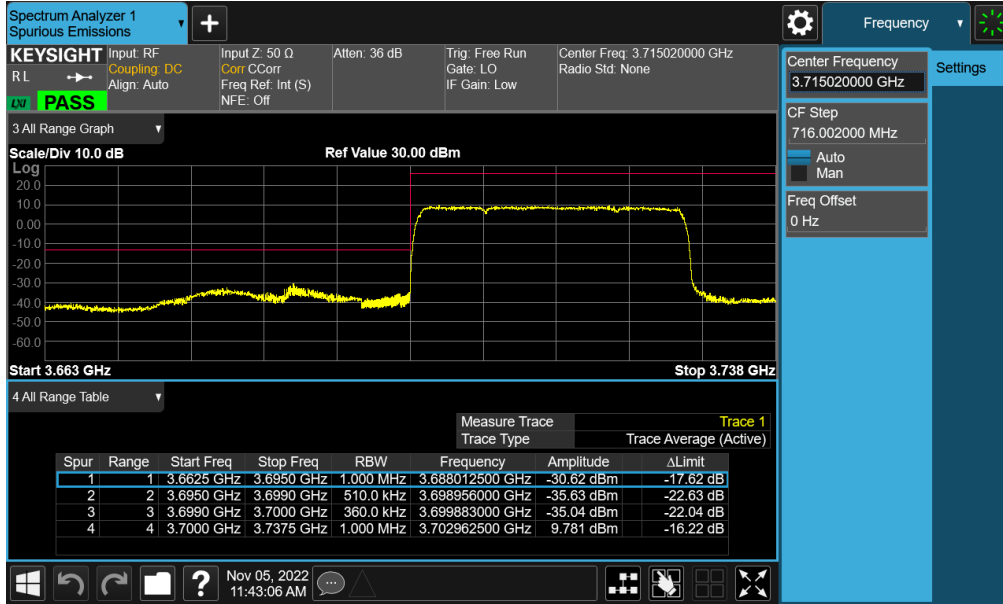 Spectrum Analyzer 1
Spurious Emissions
Frequency
KEYSIGHT
R L
LXI
PASS
Input: RF
Coupling: DC
Align: Auto
Input Z: 50 Ω
Corr CCorr
Freq Ref: Int (S)
NFE: Off
Atten: 36 dB
Trig: Free Run
Gate: LO
IF Gain: Low
Center Freq: 3.715020000 GHz
Radio Std: None
Center Frequency
3.715020000 GHz
Settings
CF Step
716.002000 MHz
Auto
Man
Freq Offset
0 Hz
3 All Range Graph
Scale/Div 10.0 dB
Ref Value 30.00 dBm
Log
20.0
10.0
0.00
-10.0
-20.0
-30.0
-40.0
-50.0
-60.0
Start 3.663 GHz
Stop 3.738 GHz
4 All Range Table
Measure Trace Trace 1
Trace Type Trace Average (Active)
Spur Range Start Freq Stop Freq RBW Frequency Amplitude ΔLimit
1 1 3.6625 GHz 3.6950 GHz 1.000 MHz 3.688012500 GHz -30.62 dBm -17.62 dB
2 2 3.6950 GHz 3.6990 GHz 510.0 kHz 3.698956000 GHz -35.63 dBm -22.63 dB
3 3 3.6990 GHz 3.7000 GHz 360.0 kHz 3.699883000 GHz -35.04 dBm -22.04 dB
4 4 3.7000 GHz 3.7375 GHz 1.000 MHz 3.702962500 GHz 9.781 dBm -16.22 dB
?
Nov 05, 2022
11:43:06 AM